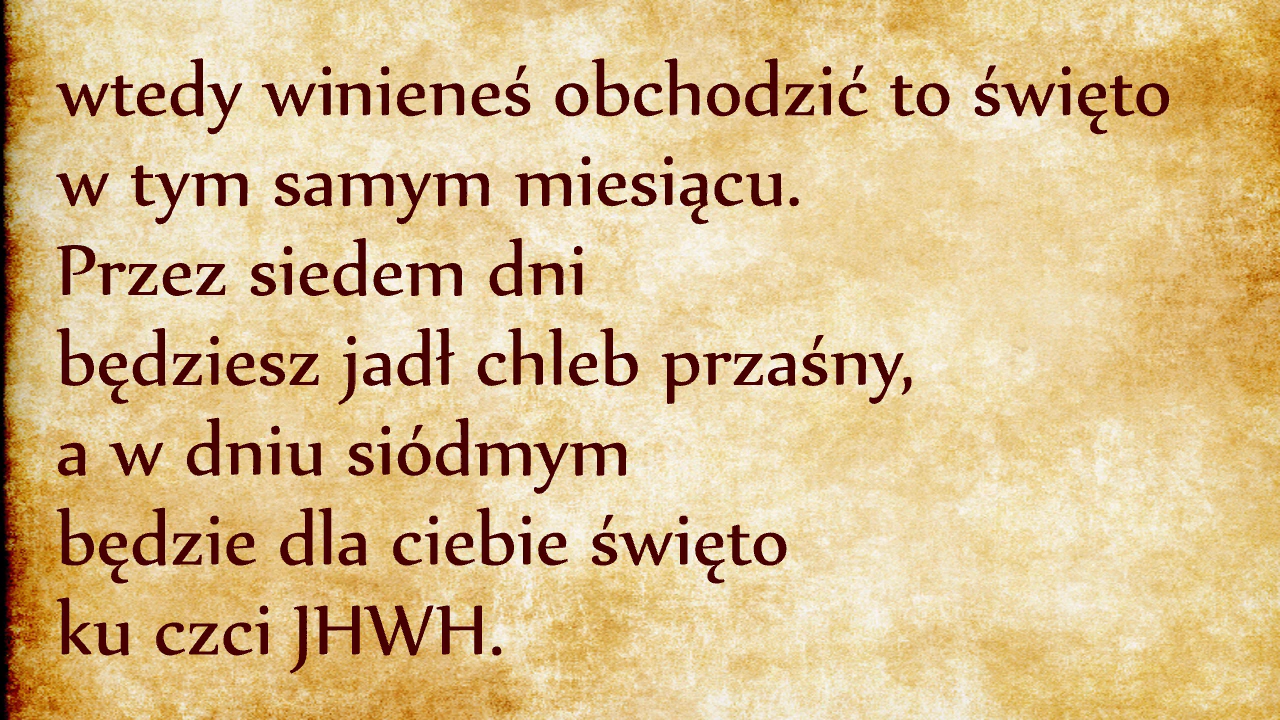 wtedy winieneś obchodzić to święto
w tym samym miesiącu.
Przez siedem dni
będziesz jadł chleb przaśny,
a w dniu siódmym
będzie dla ciebie święto
ku czci JHWH.